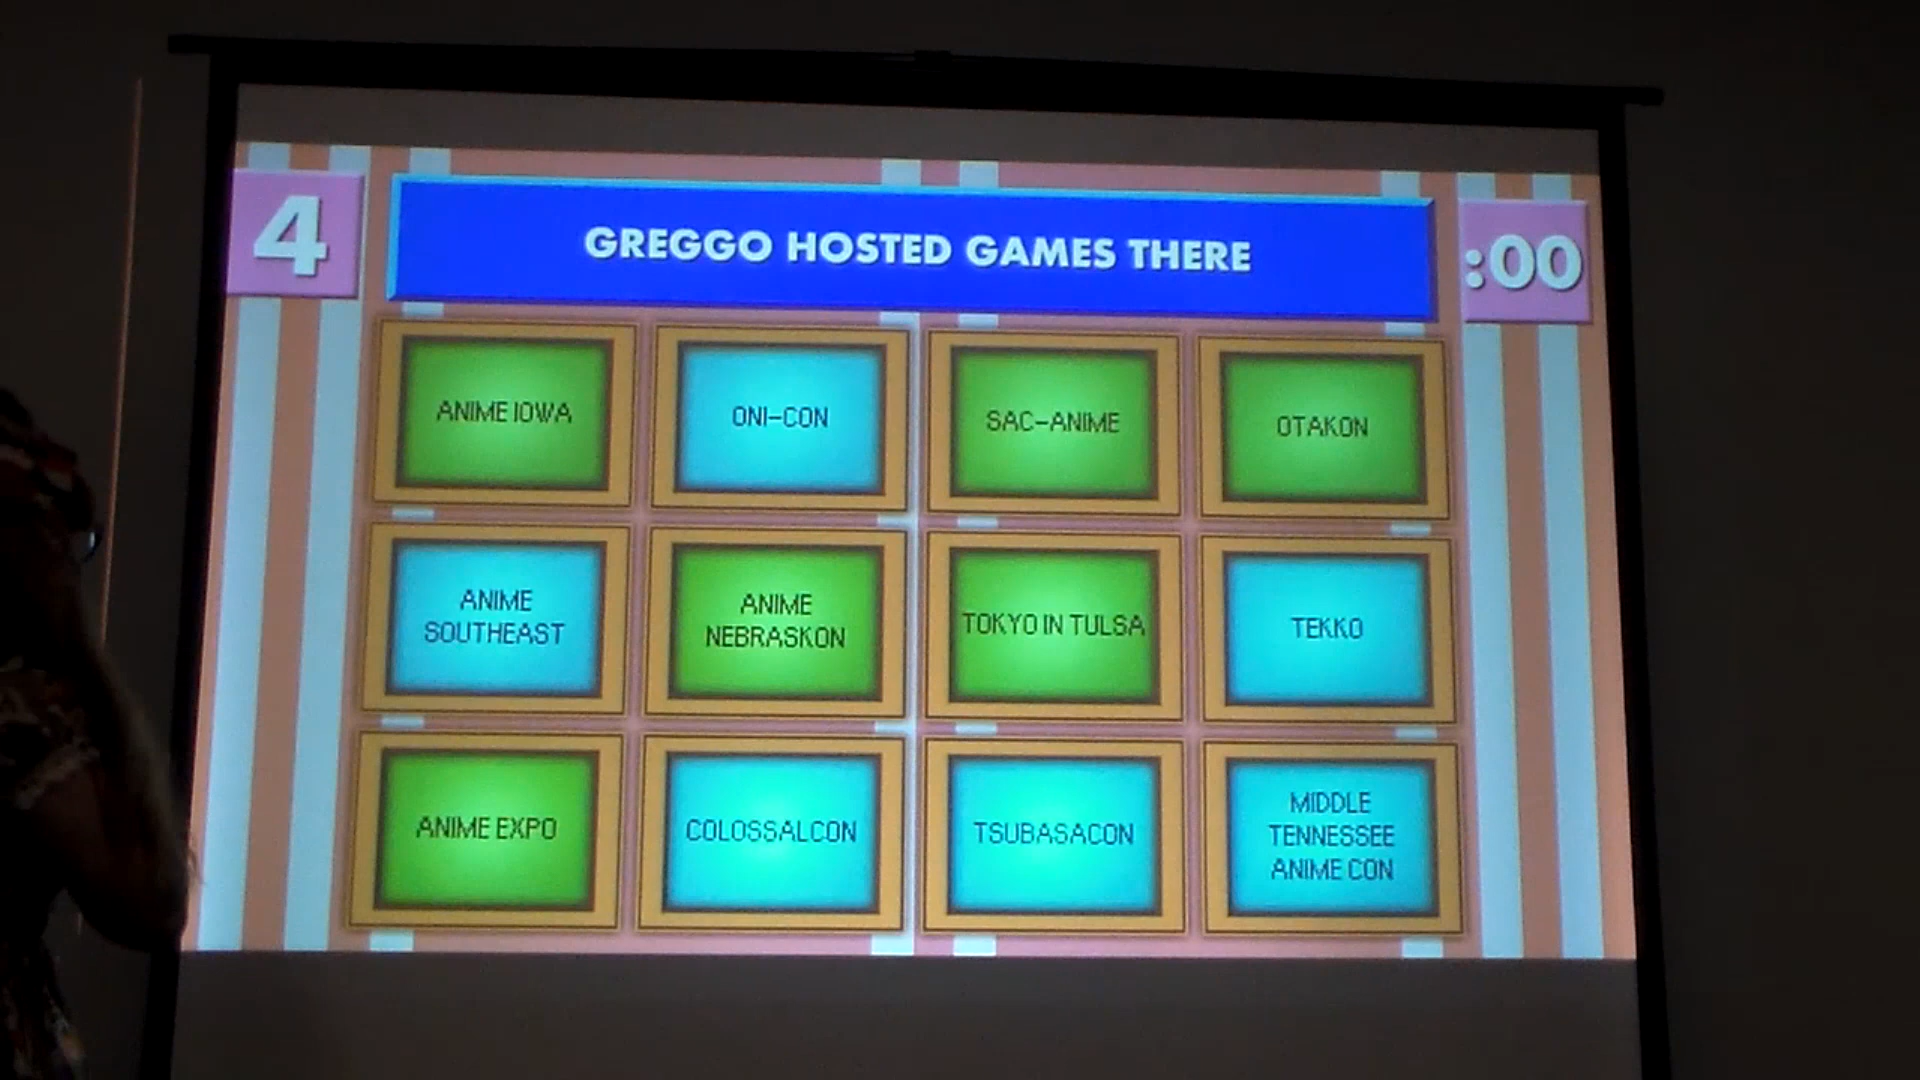 4
GREGGO HOSTED GAMES THERE
:00
ANIME IOWA
ONI-CON
SAC-ANIME
OTAKON
ANIME
SOUTHEAST
ANIME
NEBRASKON
TOKYO IN TULSA
TEKKO
ANIME EXPO
COLOSSALCON
TSUBASACON
MIDDLE
TENNESSEE
ANIME CON